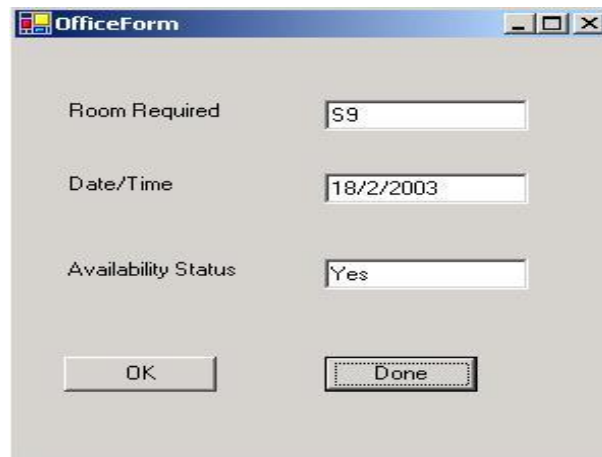 OfficeForm
Room Required S9
Date/Time 18/2/2003
Availability Status Yes
OK Done